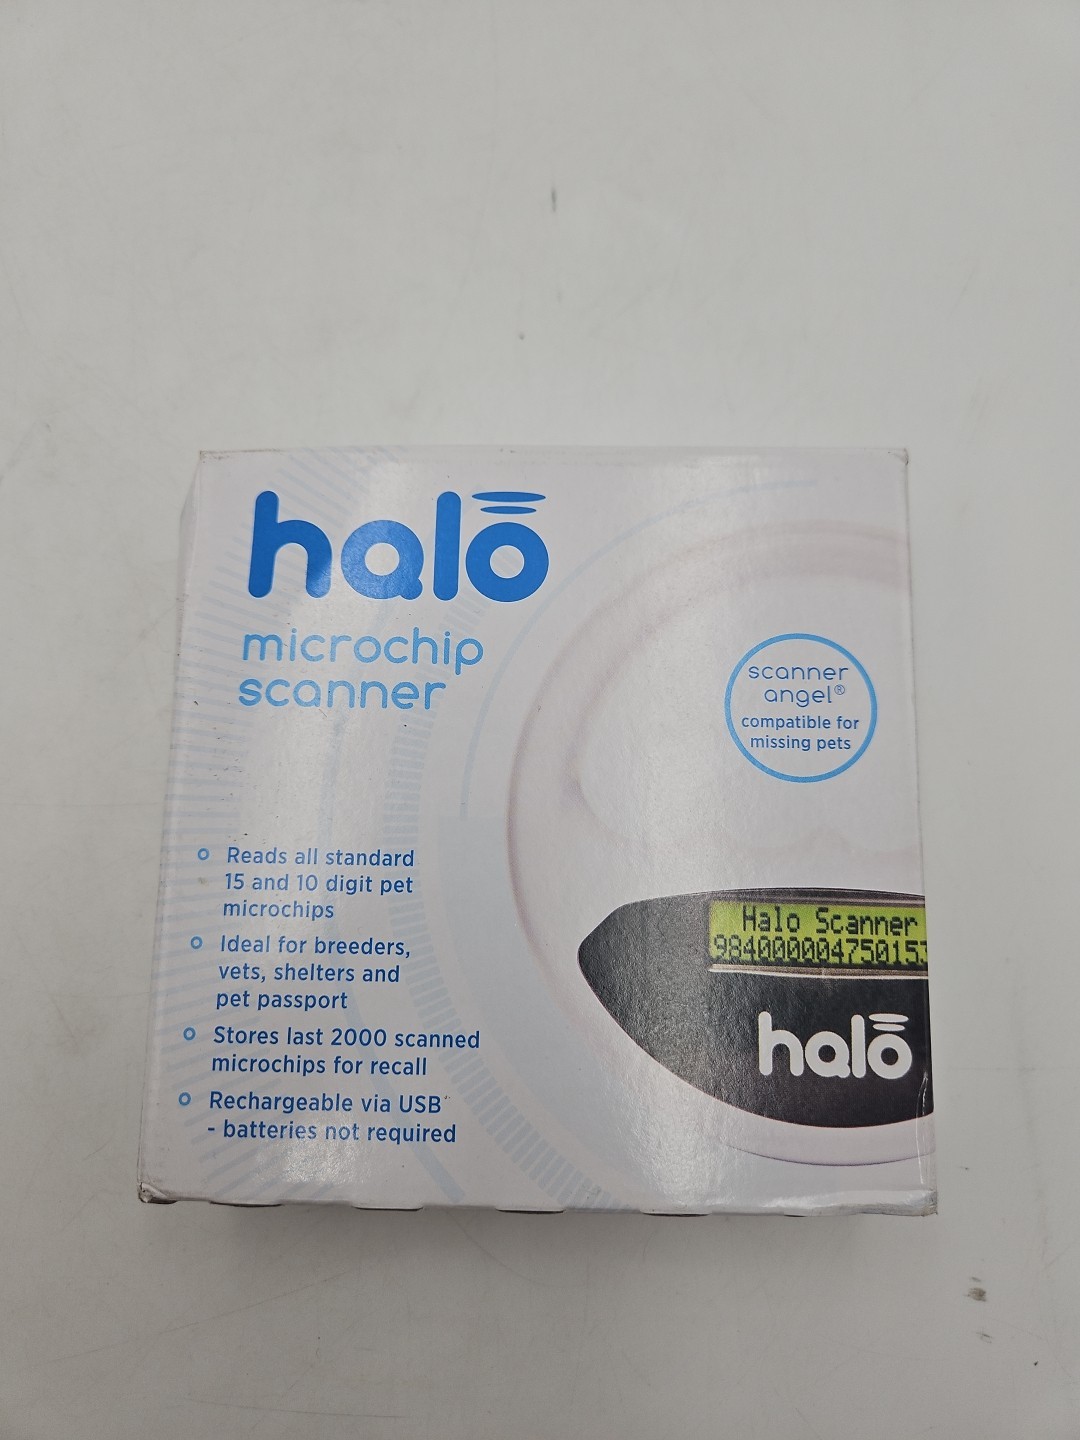 halo
microchip
scanner
scanner
angel®
compatible for
missing pets
Reads all standard
15 and 10 digit pet
microchips
Ideal for breeders,
vets, shelters and
pet passport
Stores last 2000 scanned
microchips for recall
Rechargeable via USB
- batteries not required
Halo Scanner
984000004750153
halo